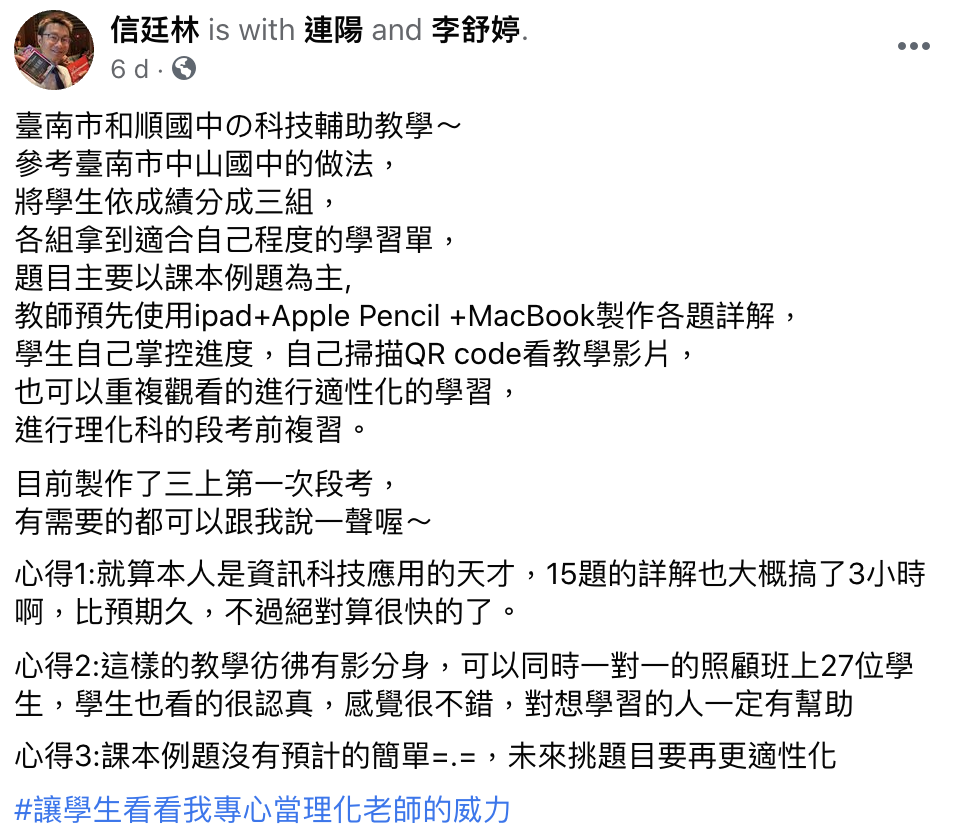 信廷林 is with 連陽 and 李舒婷.
6 d ·
臺南市和順國中の科技輔助教學～
參考臺南市中山國中的做法，
將學生依成績分成三組，
各組拿到適合自己程度的學習單，
題目主要以課本例題為主,
教師預先使用ipad+Apple Pencil +MacBook製作各題詳解，
學生自己掌控進度，自己掃描QR code看教學影片，
也可以重複觀看的進行適性化的學習，
進行理化科的段考前複習。
目前製作了三上第一次段考，
有需要的都可以跟我說一聲喔～
心得1:就算本人是資訊科技應用的天才，15題的詳解也大概搞了3小時
啊，比預期久，不過絕對算很快的了。
心得2:這樣的教學彷彿有影分身，可以同時一對一的照顧班上27位學
生，學生也看的很認真，感覺很不錯，對想學習的人一定有幫助
心得3:課本例題沒有預計的簡單=.=，未來挑題目要再更適性化
#讓學生看看我專心當理化老師的威力